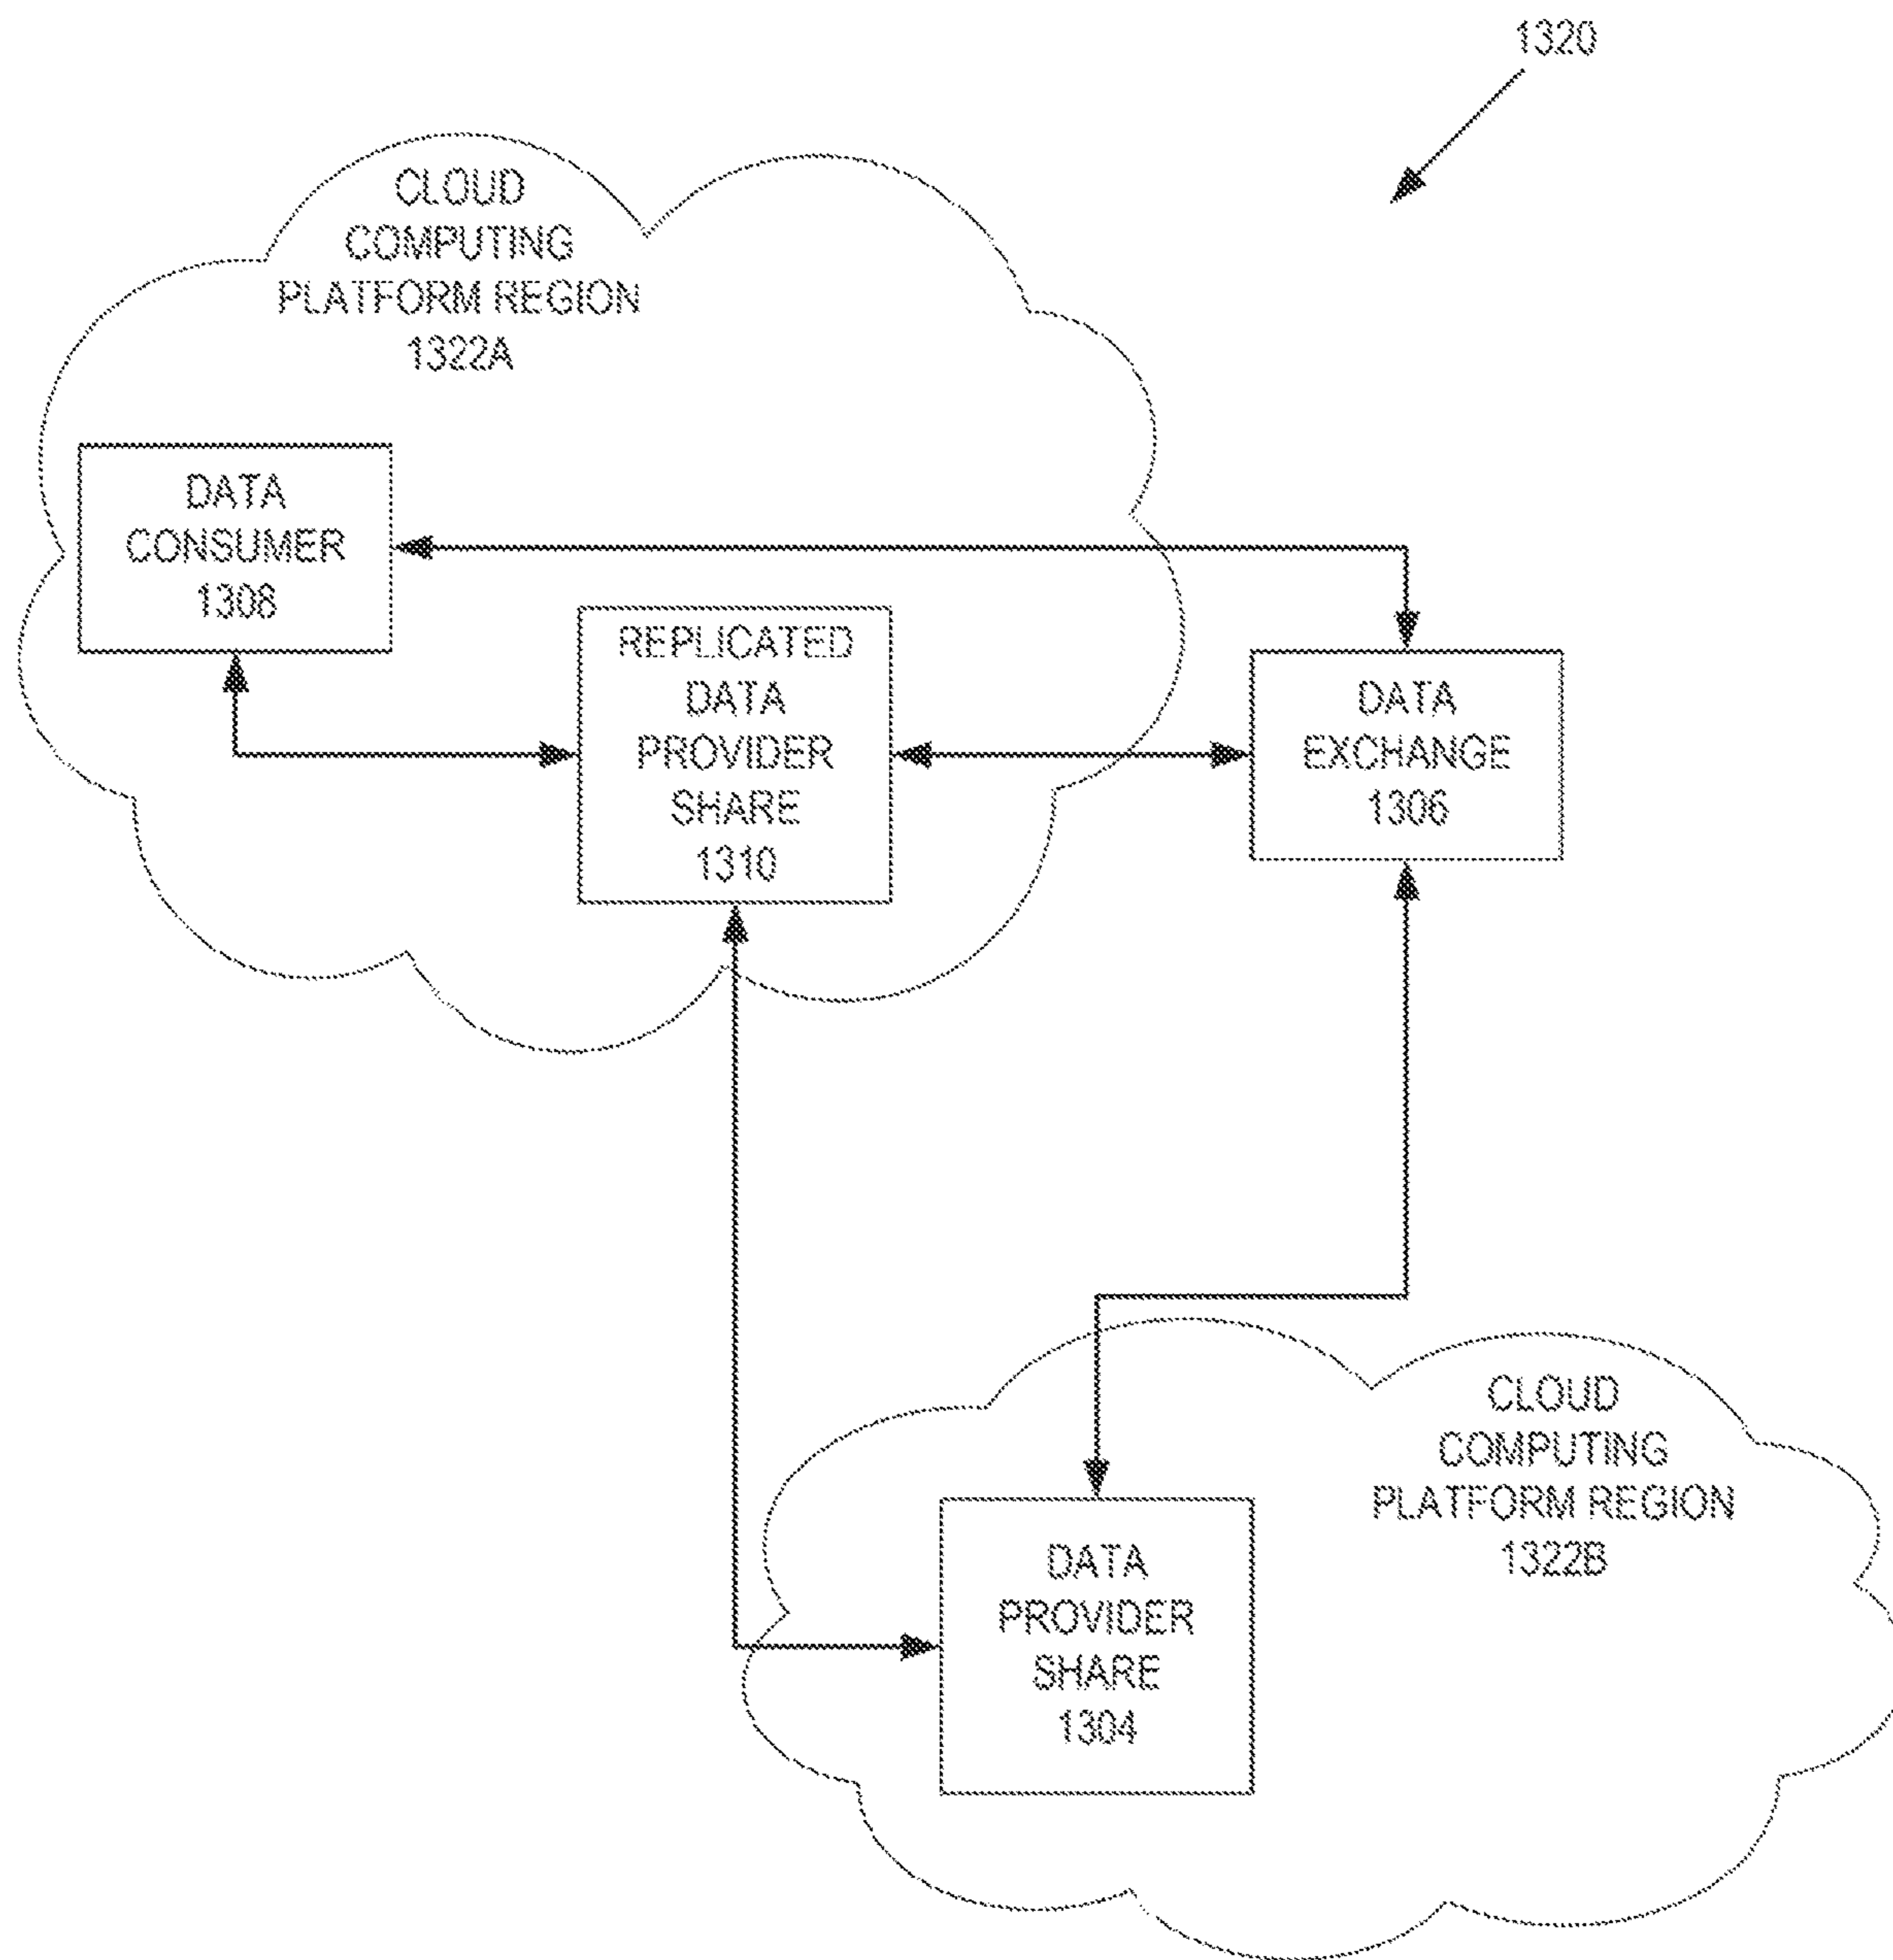 1320
CLOUD
COMPUTING
PLATFORM REGION
1322A
DATA
CONSUMER
1308
REPLICATED
DATA
PROVIDER
SHARE
1310
DATA
EXCHANGE
1306
CLOUD
COMPUTING
PLATFORM REGION
1322B
DATA
PROVIDER
SHARE
1304